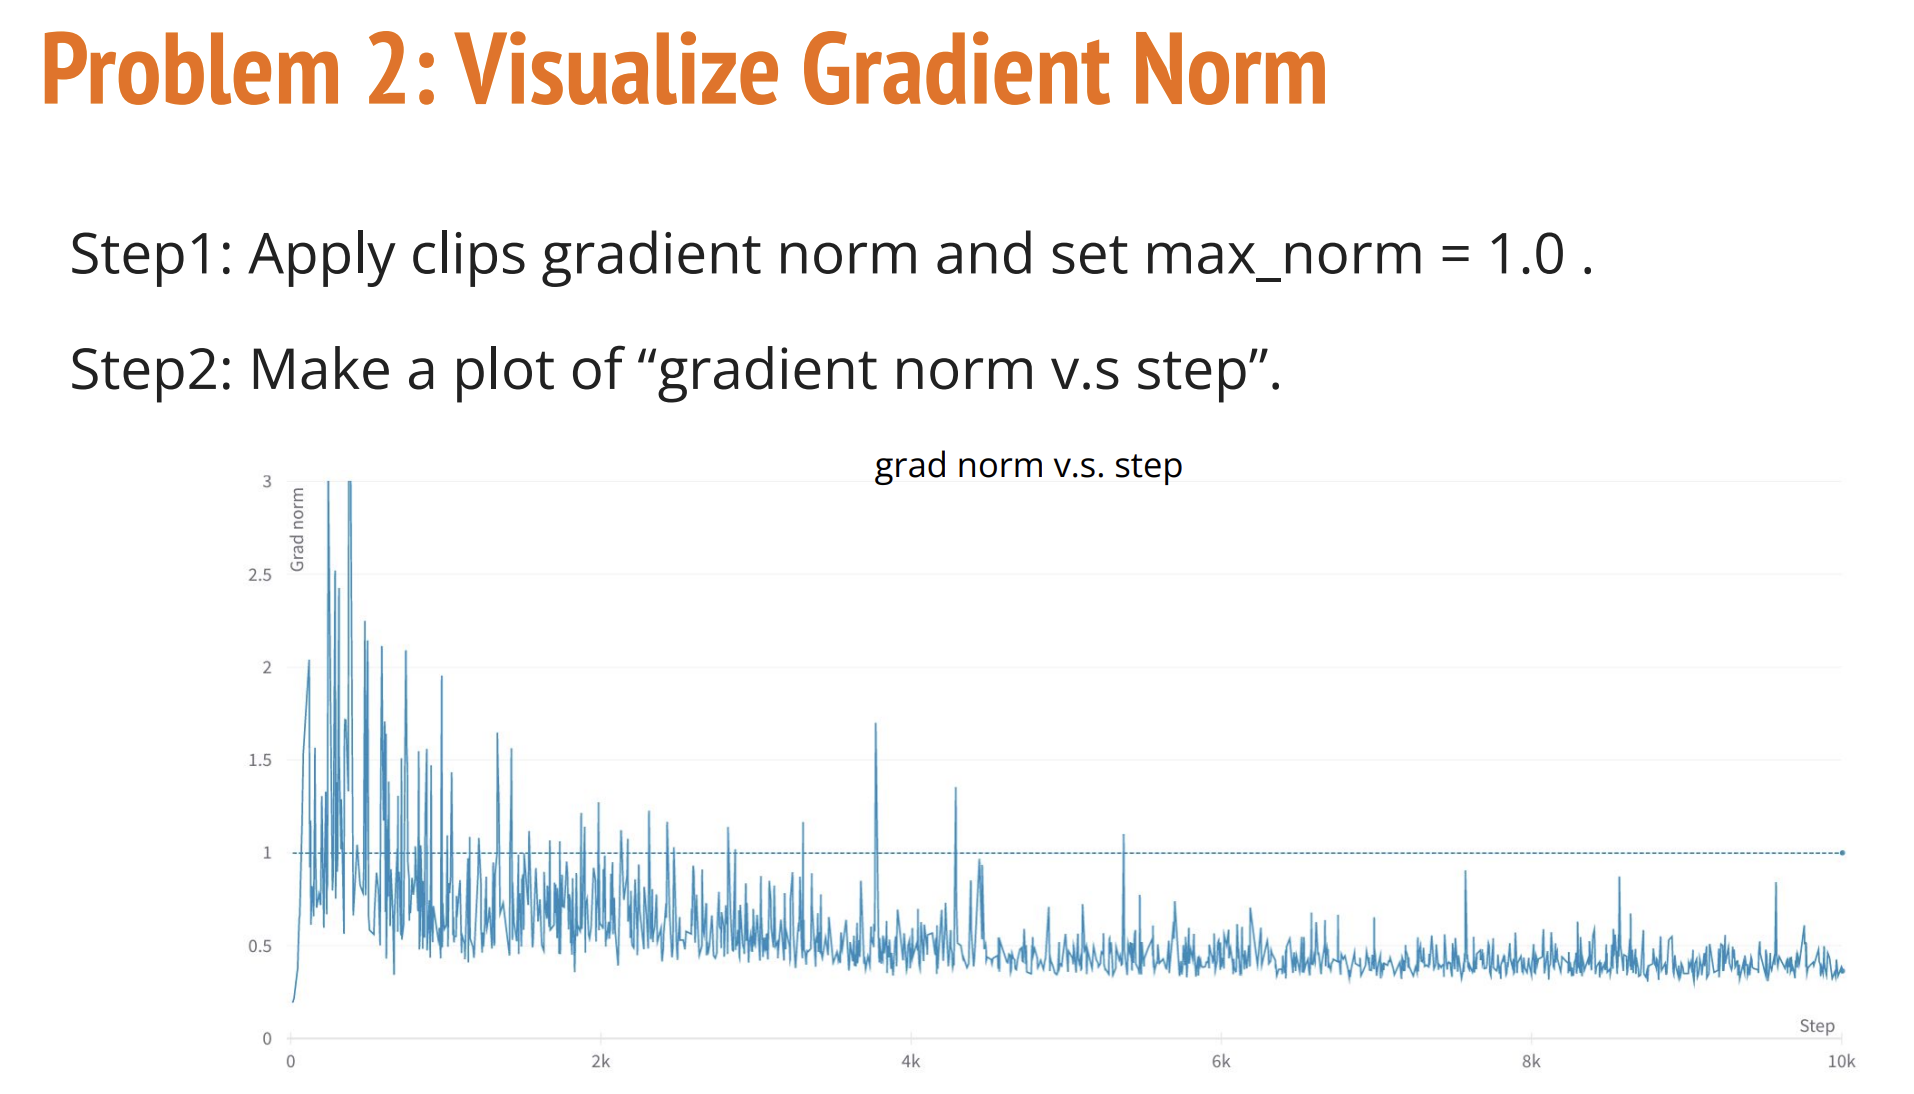 Problem 2: Visualize Gradient Norm
Step1: Apply clips gradient norm and set max_norm = 1.0 .
Step2: Make a plot of “gradient norm v.s step”.
grad norm v.s. step
Grad norm
3
2.5
2
1.5
1
0.5
0
Step
0 2k 4k 6k 8k 10k